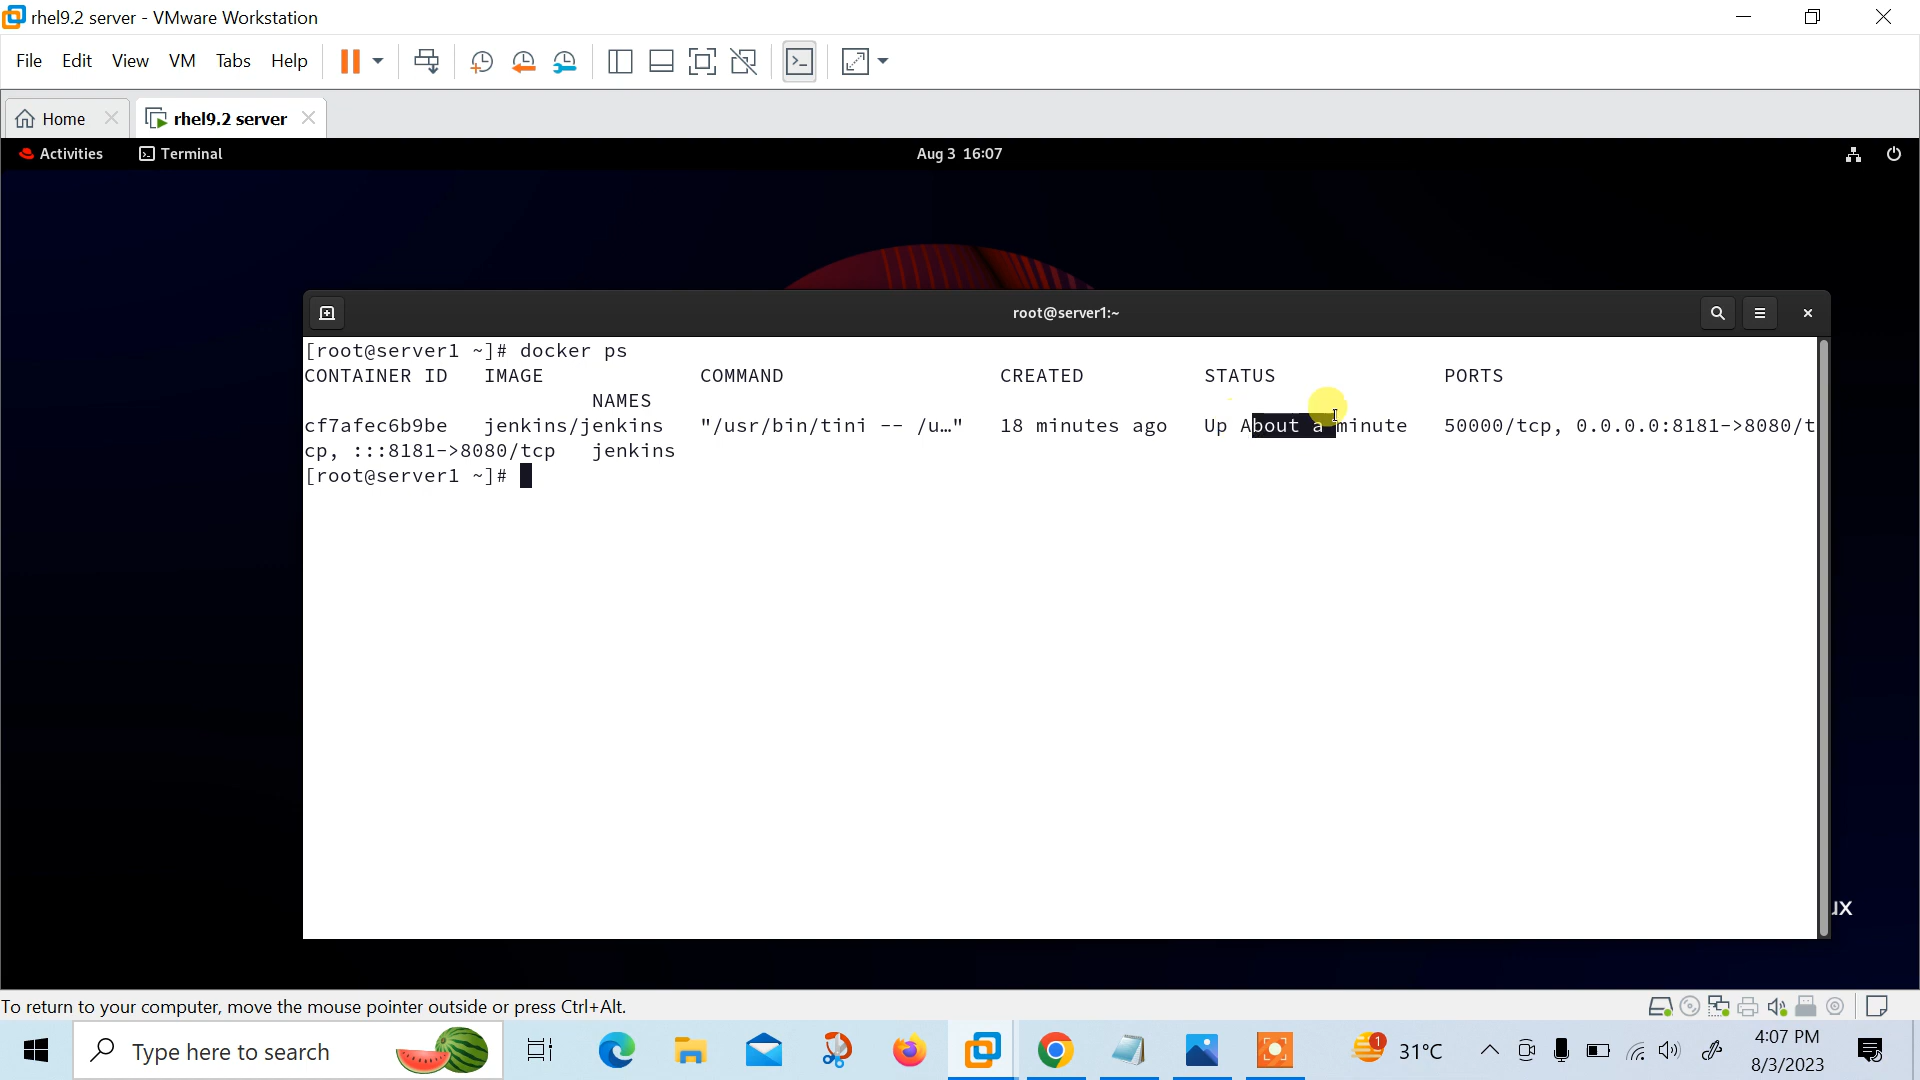 rhel9.2 server - VMware Workstation
File Edit View VM Tabs Help
Home rhel9.2 server
Activities Terminal Aug 3 16:07
root@server1:~
[root@server1 ~]# docker ps
CONTAINER ID IMAGE COMMAND CREATED STATUS PORTS
NAMES
cf7afec6b9be jenkins/jenkins "/usr/bin/tini -- /u…" 18 minutes ago Up About a minute 50000/tcp, 0.0.0.0:8181->8080/t
cp, :::8181->8080/tcp jenkins
[root@server1 ~]#
To return to your computer, move the mouse pointer outside or press Ctrl+Alt.
Type here to search
1 31°C
4:07 PM
8/3/2023